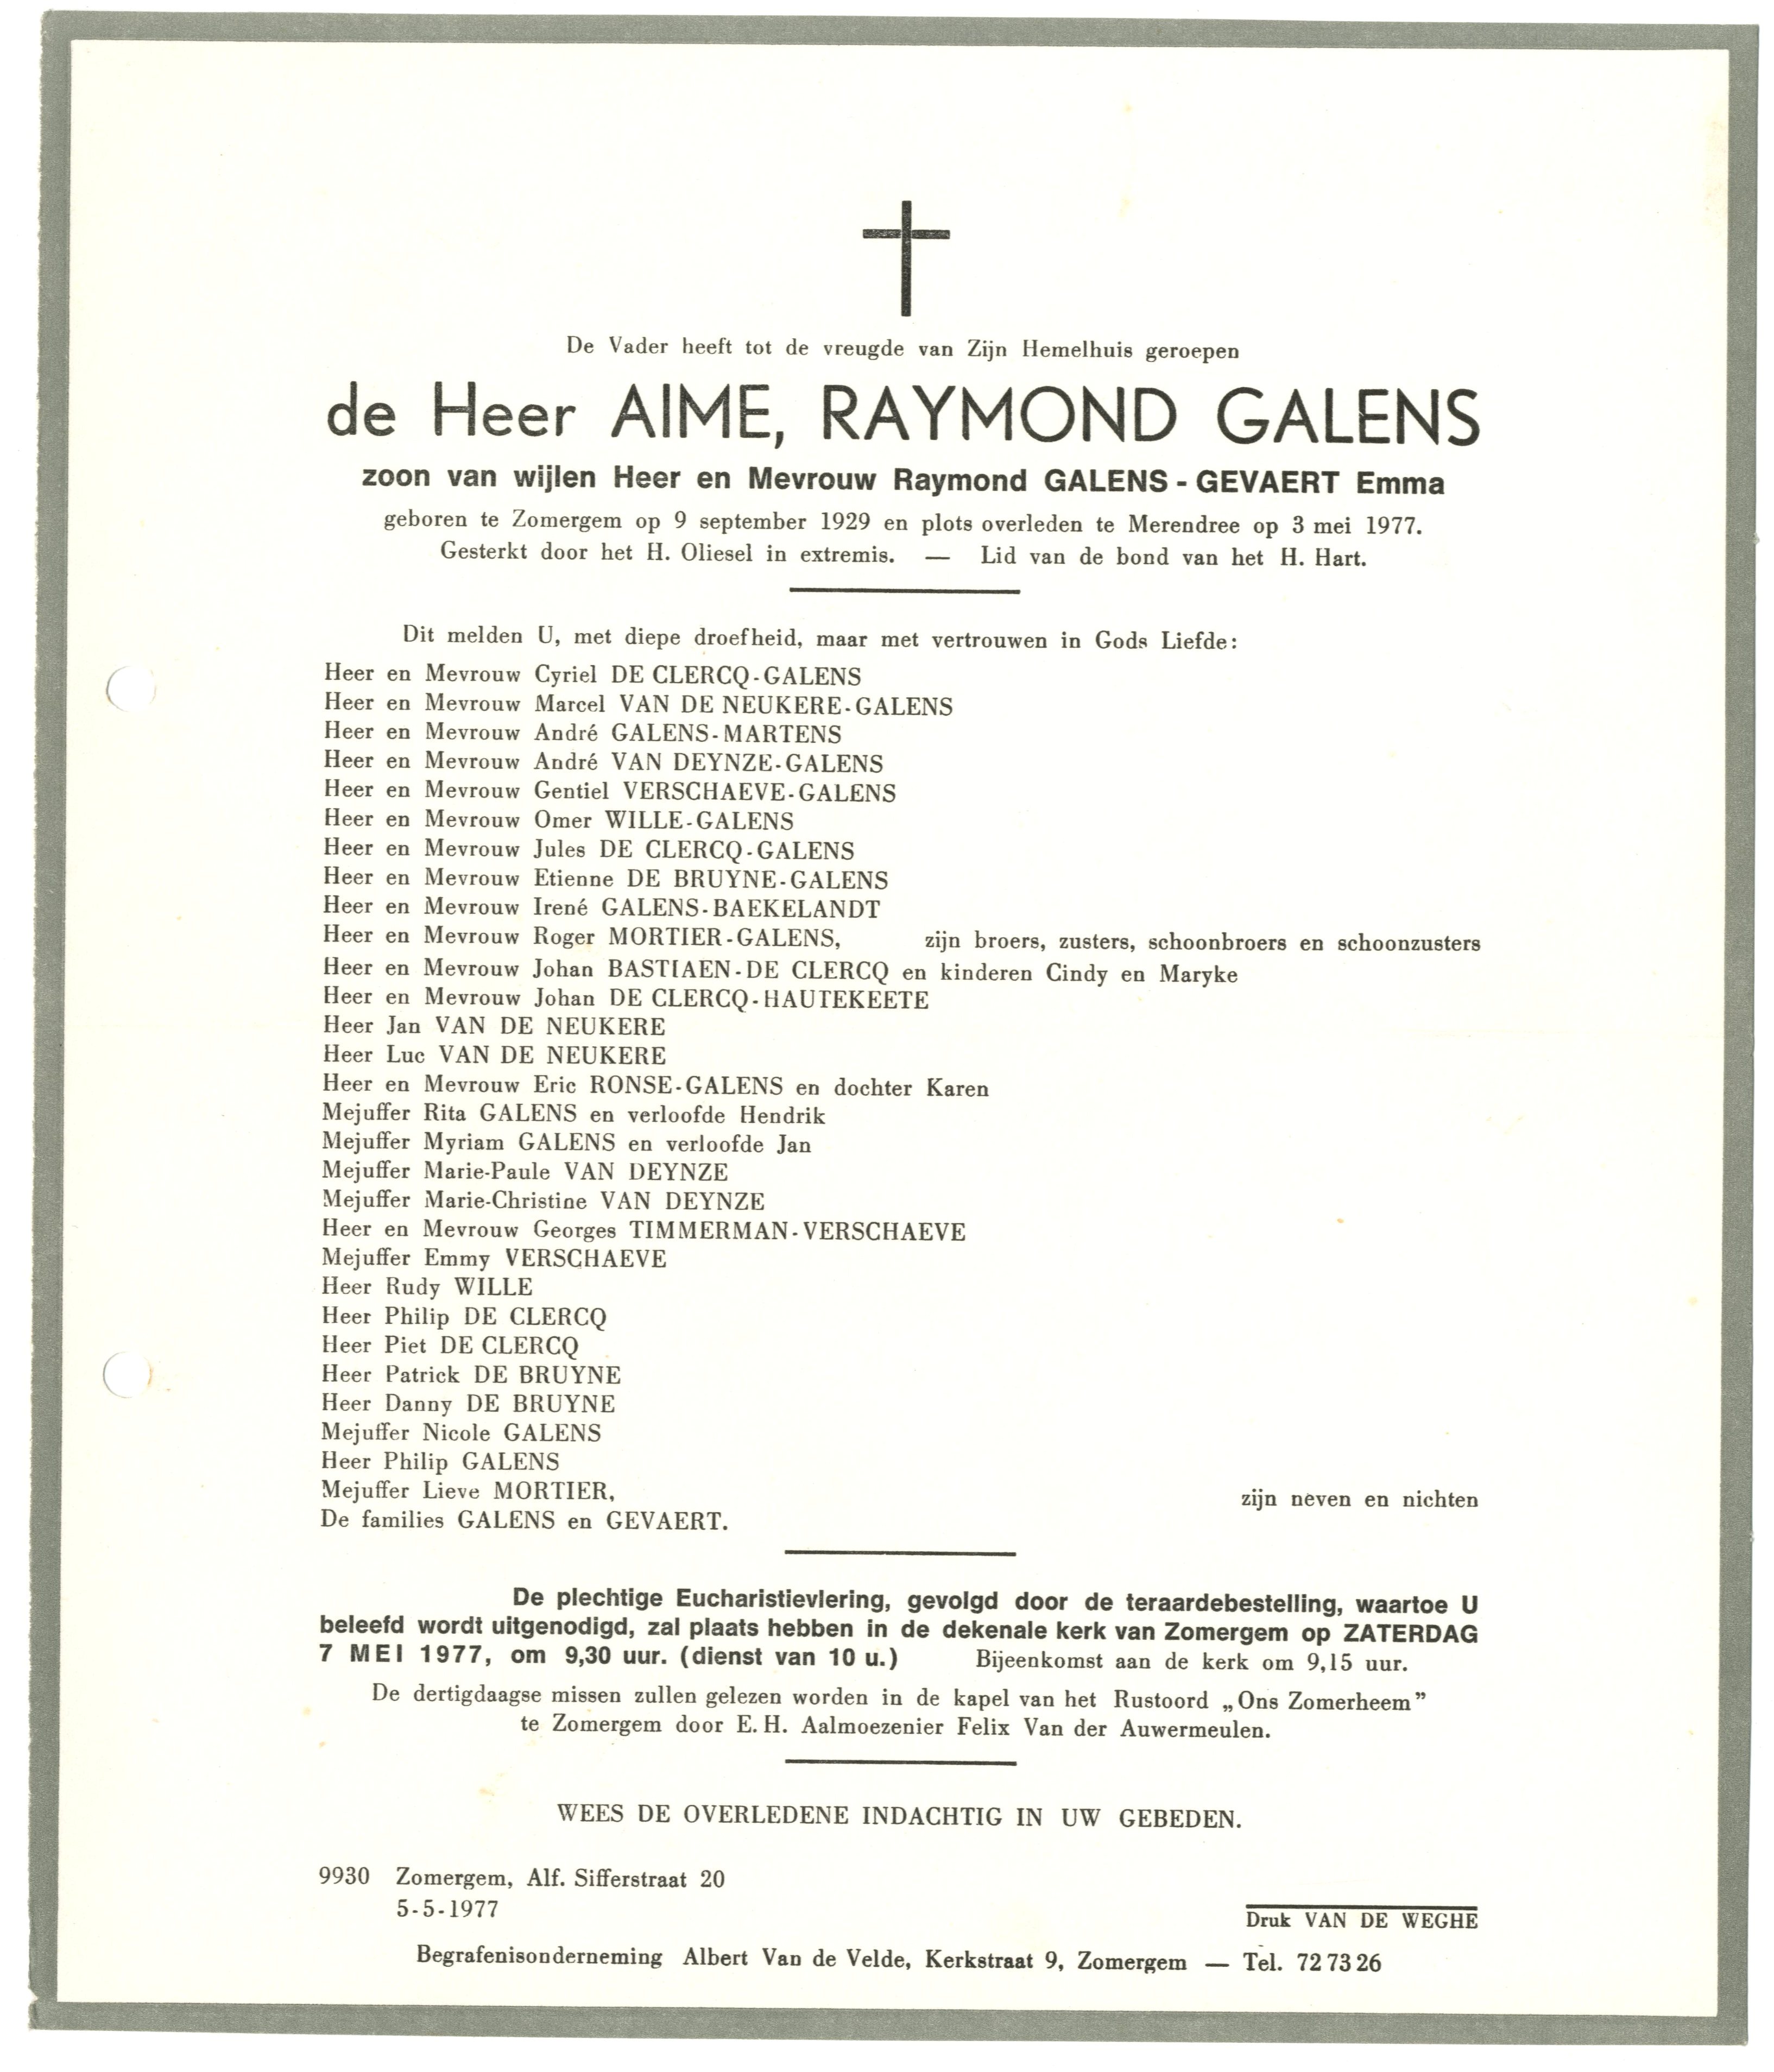 De Vader heeft tot de vreugde van Zijn Hemelhuis geroepen
de Heer AIME, RAYMOND GALENS
zoon van wijlen Heer en Mevrouw Raymond GALENS - GEVAERT Emma
geboren te Zomergem op 9 september 1929 en plots overleden te Merendree op 3 mei 1977.
Gesterkt door het H. Oliesel in extremis. — Lid van de bond van het H. Hart.
Dit melden U, met diepe droefheid, maar met vertrouwen in Gods Liefde:
Heer en Mevrouw Cyriel DE CLERCQ-GALENS
Heer en Mevrouw Marcel VAN DE NEUKERE-GALENS
Heer en Mevrouw André GALENS-MARTENS
Heer en Mevrouw André VAN DEYNZE-GALENS
Heer en Mevrouw Gentiel VERSCHAEVE-GALENS
Heer en Mevrouw Omer WILLE-GALENS
Heer en Mevrouw Jules DE CLERCQ-GALENS
Heer en Mevrouw Etienne DE BRUYNE-GALENS
Heer en Mevrouw Irené GALENS-BAEKELANDT
Heer en Mevrouw Roger MORTIER-GALENS, zijn broers, zusters, schoonbroers en schoonzusters
Heer en Mevrouw Johan BASTIAEN-DE CLERCQ en kinderen Cindy en Maryke
Heer en Mevrouw Johan DE CLERCQ-HAUTEKEETE
Heer Jan VAN DE NEUKERE
Heer Luc VAN DE NEUKERE
Heer en Mevrouw Eric RONSE-GALENS en dochter Karen
Mejuffer Rita GALENS en verloofde Hendrik
Mejuffer Myriam GALENS en verloofde Jan
Mejuffer Marie-Paule VAN DEYNZE
Mejuffer Marie-Christine VAN DEYNZE
Heer en Mevrouw Georges TIMMERMAN-VERSCHAEVE
Mejuffer Emmy VERSCHAEVE
Heer Rudy WILLE
Heer Philip DE CLERCQ
Heer Piet DE CLERCQ
Heer Patrick DE BRUYNE
Heer Danny DE BRUYNE
Mejuffer Nicole GALENS
Heer Philip GALENS
Mejuffer Lieve MORTIER, zijn neven en nichten
De families GALENS en GEVAERT.
De plechtige Eucharistievlering, gevolgd door de teraardebestelling, waartoe U
beleefd wordt uitgenodigd, zal plaats hebben in de dekenale kerk van Zomergem op ZATERDAG
7 MEI 1977, om 9,30 uur. (dienst van 10 u.) Bijeenkomst aan de kerk om 9,15 uur.
De dertigdaagse missen zullen gelezen worden in de kapel van het Rustoord „Ons Zomerheem”
te Zomergem door E. H. Aalmoezenier Felix Van der Auwermeulen.
WEES DE OVERLEDENE INDACHTIG IN UW GEBEDEN.
9930 Zomergem, Alf. Sifferstraat 20
5-5-1977
Druk VAN DE WEGHE
Begrafenisonderneming Albert Van de Velde, Kerkstraat 9, Zomergem — Tel. 72 73 26